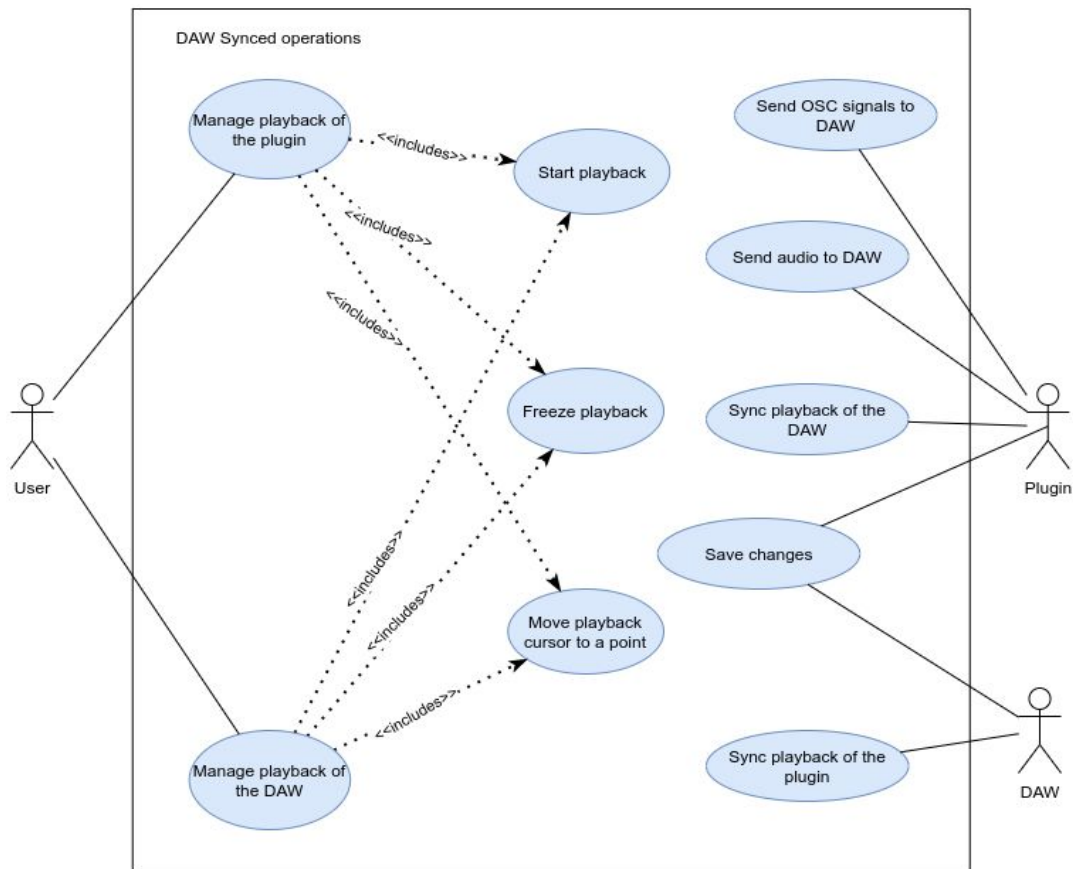 DAW Synced operations
Manage playback of
the plugin
<<includes>>
Start playback
Send OSC signals to
DAW
<<includes>>
Send audio to DAW
<<includes>>
Freeze playback
Sync playback of the
DAW
User
Plugin
<<includes>>
Save changes
<<includes>>
Move playback
cursor to a point
<<includes>>
Manage playback of
the DAW
Sync playback of the
plugin
DAW